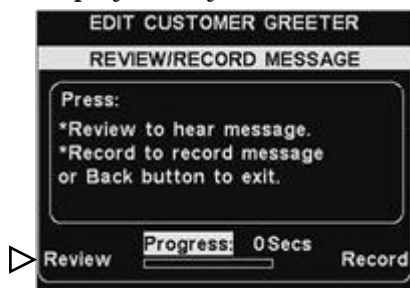 EDIT CUSTOMER GREETER
REVIEW/RECORD MESSAGE
Press:
*Review to hear message.
*Record to record message
or Back button to exit.
Progress: 0Secs
Review Record